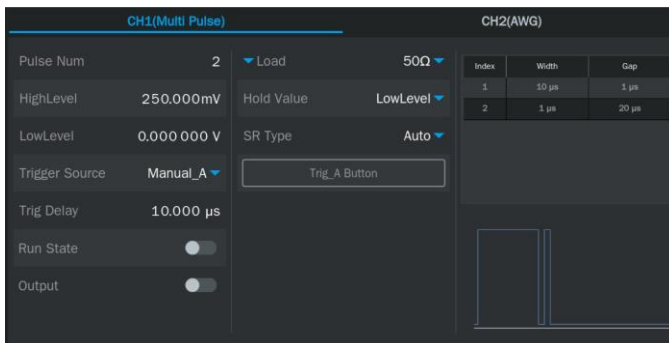 CH1(Multi Pulse) CH2(AWG)
Pulse Num 2
HighLevel 250.000mV
LowLevel 0.000 000 V
Trigger Source Manual_A
Trig Delay 10.000 µs
Run State
Output
Load 50Ω
Hold Value LowLevel
SR Type Auto
Trig_A Button
Index Width Gap
1 10 µs 1 µs
2 1 µs 20 µs